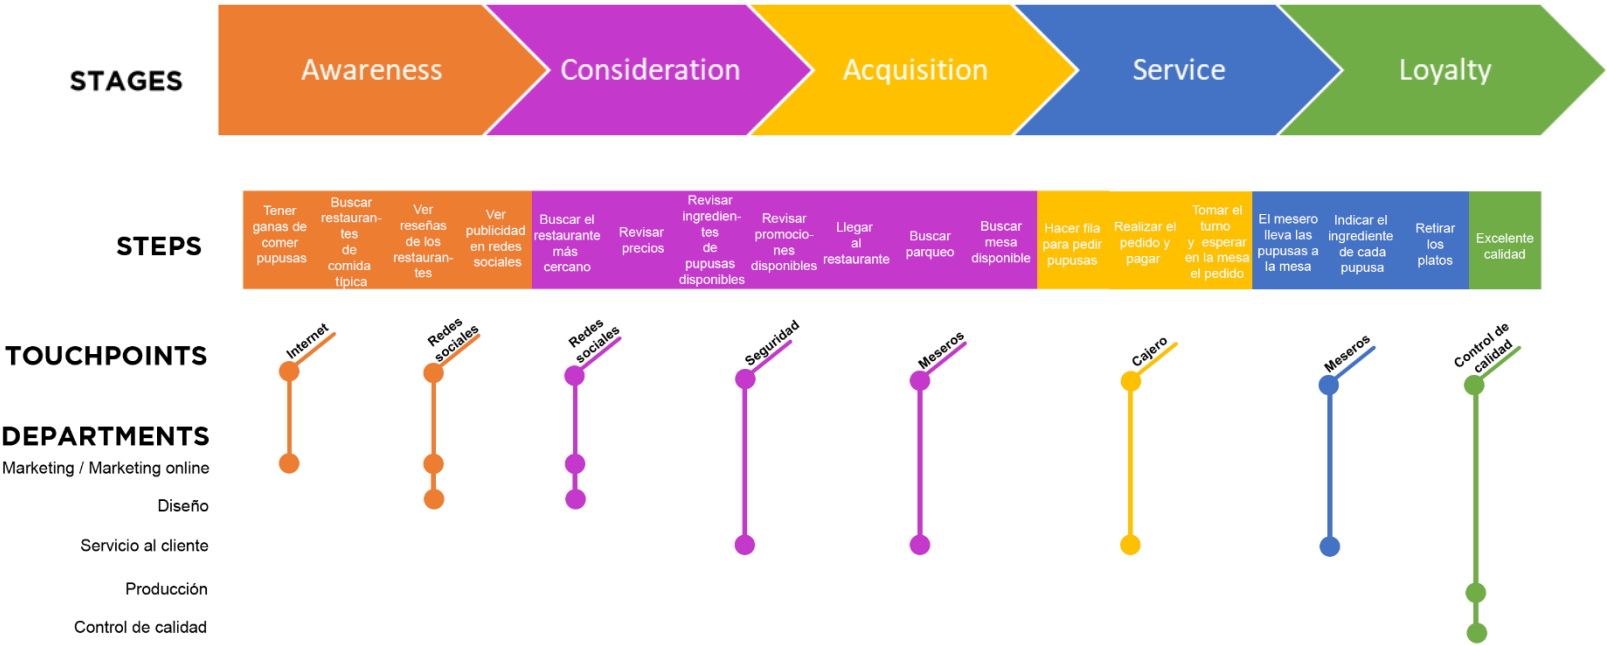 STAGES
Awareness
Consideration
Acquisition
Service
Loyalty
STEPS
Tener
ganas de
comer
pupusas
Buscar
restauran-
tes
de
comida
típica
Ver
reseñas
de los
restauran-
tes
Ver
publicidad
en redes
sociales
Buscar el
restaurante
más
cercano
Revisar
precios
Revisar
ingredien-
tes
de
pupusas
disponibles
Revisar
promocio-
nes
disponibles
Llegar
al
restaurante
Buscar
parqueo
Buscar
mesa
disponible
Hacer fila
para pedir
pupusas
Realizar el
pedido y
pagar
Tomar el
turno
y esperar
en la mesa
el pedido
El mesero
lleva las
pupusas a
la mesa
Indicar el
ingrediente
de cada
pupusa
Retirar
los
platos
Excelente
calidad
TOUCHPOINTS
Internet
Redes
sociales
Redes
sociales
Seguridad
Meseros
Cajero
Meseros
Control de
calidad
DEPARTMENTS
Marketing / Marketing online
Diseño
Servicio al cliente
Producción
Control de calidad